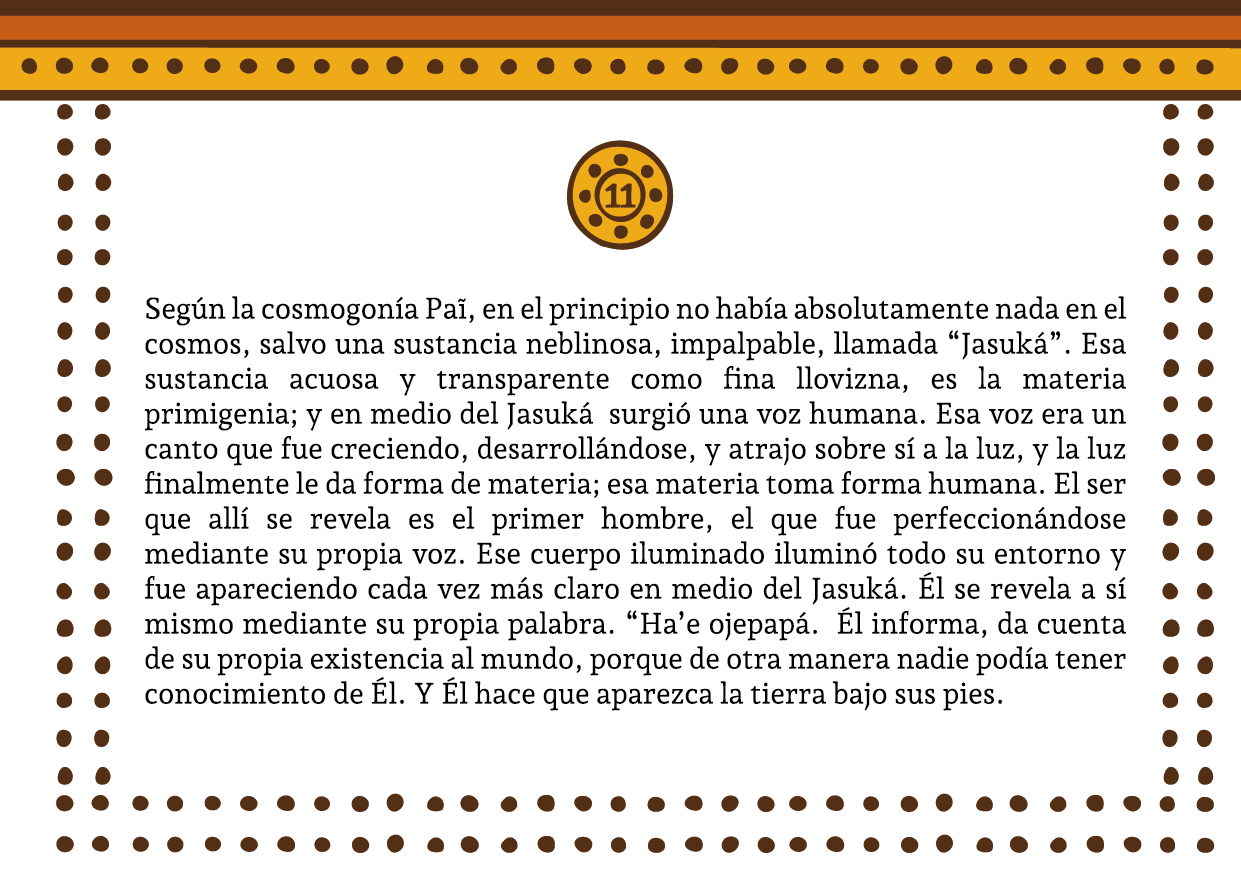 11
Según la cosmogonía Paĩ, en el principio no había absolutamente nada en el
cosmos, salvo una sustancia neblinosa, impalpable, llamada “Jasuká”. Esa
sustancia acuosa y transparente como fina llovizna, es la materia
primigenia; y en medio del Jasuká surgió una voz humana. Esa voz era un
canto que fue creciendo, desarrollándose, y atrajo sobre sí a la luz, y la luz
finalmente le da forma de materia; esa materia toma forma humana. El ser
que allí se revela es el primer hombre, el que fue perfeccionándose
mediante su propia voz. Ese cuerpo iluminado iluminó todo su entorno y
fue apareciendo cada vez más claro en medio del Jasuká. Él se revela a sí
mismo mediante su propia palabra. “Ha’e ojepapá. Él informa, da cuenta
de su propia existencia al mundo, porque de otra manera nadie podía tener
conocimiento de Él. Y Él hace que aparezca la tierra bajo sus pies.